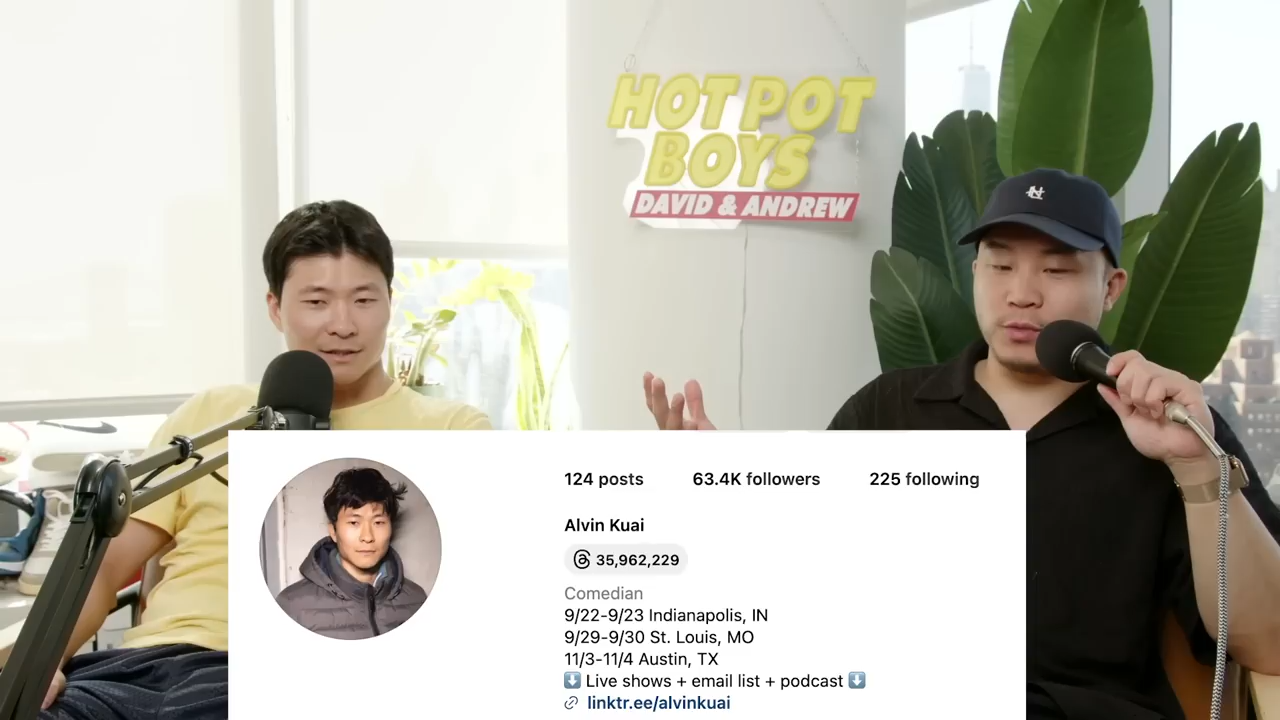 HOT POT
BOYS
DAVID & ANDREW
124 posts 63.4K followers 225 following
Alvin Kuai
35,962,229
Comedian
9/22-9/23 Indianapolis, IN
9/29-9/30 St. Louis, MO
11/3-11/4 Austin, TX
⬇️ Live shows + email list + podcast ⬇️
linktr.ee/alvinkuai